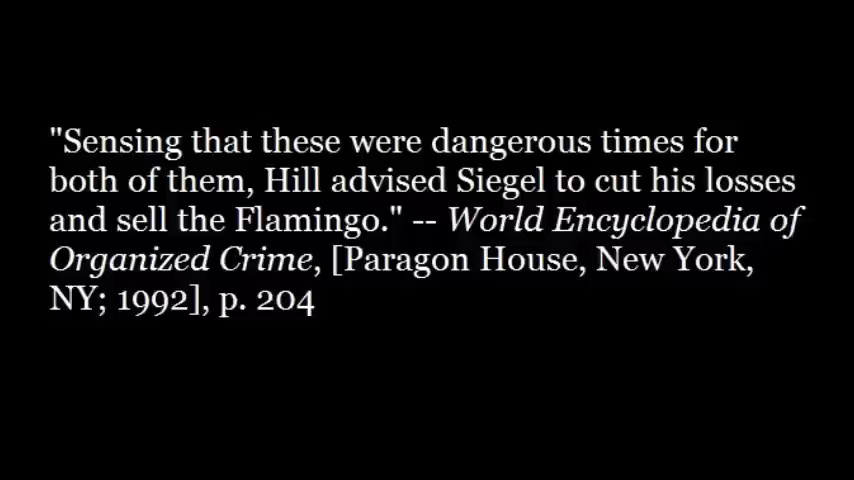 "Sensing that these were dangerous times for
both of them, Hill advised Siegel to cut his losses
and sell the Flamingo." -- World Encyclopedia of
Organized Crime, [Paragon House, New York,
NY; 1992], p. 204